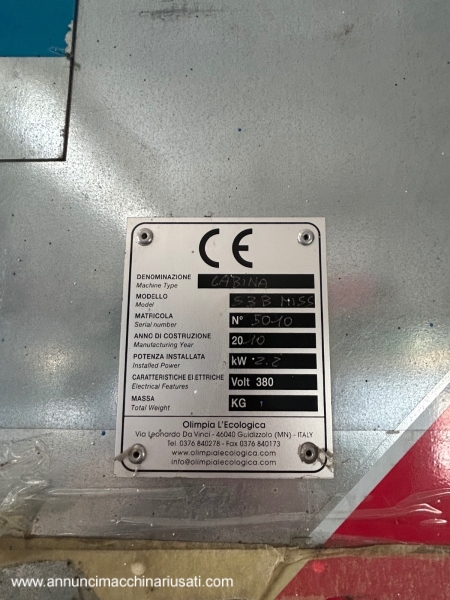 CE
DENOMINAZIONE
Machine Type
CABINA
MODELLO
Model
S3B MISS
MATRICOLA
Serial number
N° 50-10
ANNO DI COSTRUZIONE
Manufacturing Year
20 10
POTENZA INSTALLATA
Installed Power
kW 2.2
CARATTERISTICHE ELETTRICHE
Electrical Features
Volt 380
MASSA
Total Weight
KG
Olimpia L'Ecologica
Via Leonardo Da Vinci - 46040 Guidizzolo (MN) - ITALY
Tel. 0376 840278 - Fax 0376 840173
www.olimpialecologica.com
info@olimpialecologica.com
www.annuncimacchinariusati.com